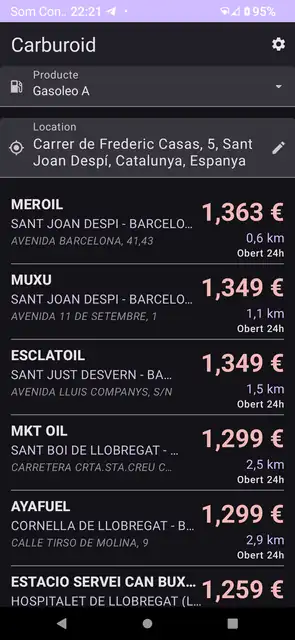 Som Con.. 22:21 95%
Carburoid
Producte
Gasoleo A
Location
Carrer de Frederic Casas, 5, Sant
Joan Despí, Catalunya, Espanya
MEROIL
1,363 €
SANT JOAN DESPI - BARCELO...
AVENIDA BARCELONA, 41,43
0,6 km
Obert 24h
MUXU
1,349 €
SANT JOAN DESPI - BARCELO...
AVENIDA 11 DE SETEMBRE, 1
1,1 km
Obert 24h
ESCLATOIL
1,349 €
SANT JUST DESVERN - BA...
AVENIDA LLUIS COMPANYS, S/N
1,5 km
Obert 24h
MKT OIL
1,299 €
SANT BOI DE LLOBREGAT - ...
CARRETERA CRTA.STA.CREU C...
2,5 km
Obert 24h
AYAFUEL
1,299 €
CORNELLA DE LLOBREGAT - B...
CALLE TIRSO DE MOLINA, 9
2,9 km
Obert 24h
ESTACIO SERVEI CAN BUX...
1,259 €
HOSPITALET DE LLOBREGAT (L...